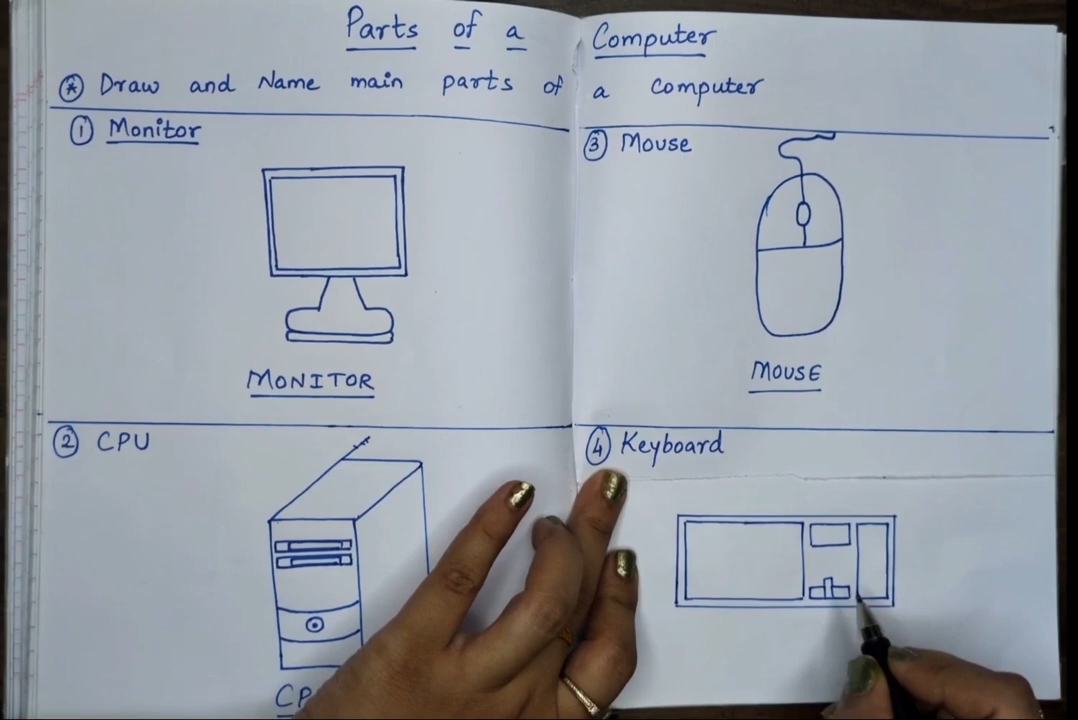 Parts of a Computer
* Draw and Name main parts of a computer
1 Monitor
MONITOR
2 CPU
3 Mouse
MOUSE
4 Keyboard